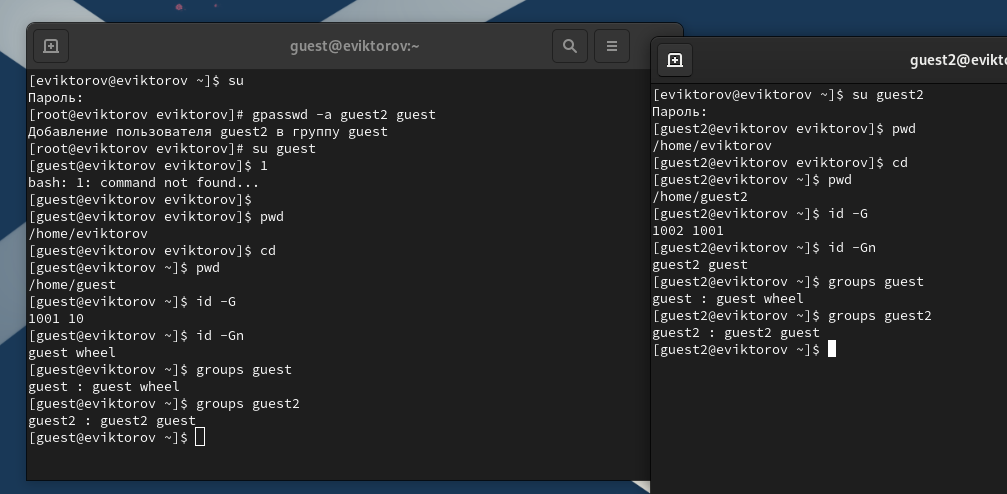 guest@eviktorov:~
[eviktorov@eviktorov ~]$ su
Пароль:
[root@eviktorov eviktorov]# gpasswd -a guest2 guest
Добавление пользователя guest2 в группу guest
[root@eviktorov eviktorov]# su guest
[guest@eviktorov eviktorov]$ 1
bash: 1: command not found...
[guest@eviktorov eviktorov]$
[guest@eviktorov eviktorov]$ pwd
/home/eviktorov
[guest@eviktorov eviktorov]$ cd
[guest@eviktorov ~]$ pwd
/home/guest
[guest@eviktorov ~]$ id -G
1001 10
[guest@eviktorov ~]$ id -Gn
guest wheel
[guest@eviktorov ~]$ groups guest
guest : guest wheel
[guest@eviktorov ~]$ groups guest2
guest2 : guest2 guest
[guest@eviktorov ~]$
guest2@evikto
[eviktorov@eviktorov ~]$ su guest2
Пароль:
[guest2@eviktorov eviktorov]$ pwd
/home/eviktorov
[guest2@eviktorov eviktorov]$ cd
[guest2@eviktorov ~]$ pwd
/home/guest2
[guest2@eviktorov ~]$ id -G
1002 1001
[guest2@eviktorov ~]$ id -Gn
guest2 guest
[guest2@eviktorov ~]$ groups guest
guest : guest wheel
[guest2@eviktorov ~]$ groups guest2
guest2 : guest2 guest
[guest2@eviktorov ~]$